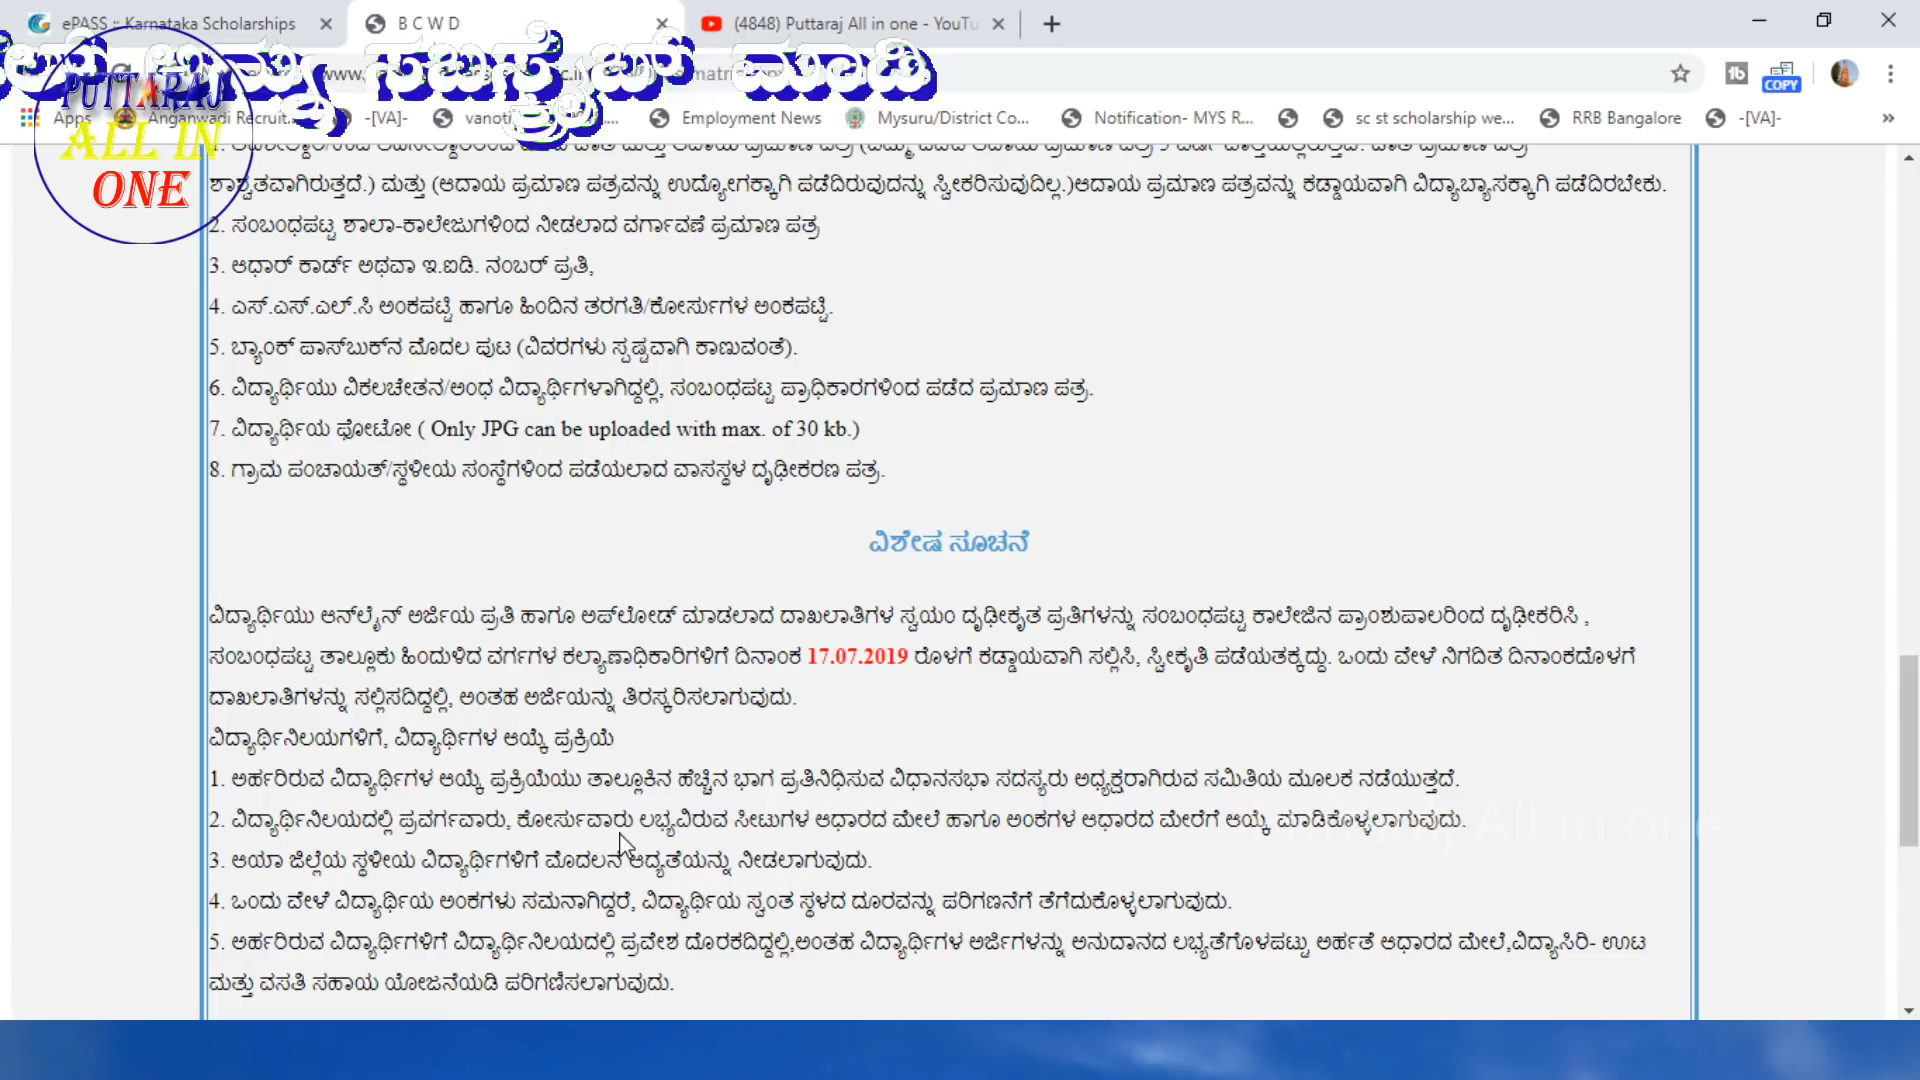 ePASS :: Karnataka Scholarships
B C W D
(4848) Puttaraj All in one - YouTu
ಸಬ್ಸ್ಕ್ರೈಬ್ ಮಾಡಿ
PUTTARAJ
ALL IN
ONE
COPY
Apps
Anganwadi Recruit...
-[VA]-
Employment News
Mysuru/District Co...
Notification- MYS R...
sc st scholarship we...
RRB Bangalore
-[VA]-
»
ಶಾಶ್ವತವಾಗಿರುತ್ತದೆ.) ಮತ್ತು (ಆದಾಯ ಪ್ರಮಾಣ ಪತ್ರವನ್ನು ಉದ್ಯೋಗಕ್ಕಾಗಿ ಪಡೆದಿರುವುದನ್ನು ಸ್ವೀಕರಿಸುವುದಿಲ್ಲ.)ಆದಾಯ ಪ್ರಮಾಣ ಪತ್ರವನ್ನು ಕಡ್ಡಾಯವಾಗಿ ವಿದ್ಯಾಬ್ಯಾಸಕ್ಕಾಗಿ ಪಡೆದಿರಬೇಕು.
2. ಸಂಬಂಧಪಟ್ಟ ಶಾಲಾ-ಕಾಲೇಜುಗಳಿಂದ ನೀಡಲಾದ ವರ್ಗಾವಣೆ ಪ್ರಮಾಣ ಪತ್ರ
3. ಆಧಾರ್ ಕಾರ್ಡ್ ಅಥವಾ ಇ.ಐಡಿ. ನಂಬರ್ ಪ್ರತಿ,
4. ಎಸ್.ಎಸ್.ಎಲ್.ಸಿ ಅಂಕಪಟ್ಟಿ ಹಾಗೂ ಹಿಂದಿನ ತರಗತಿ/ಕೋರ್ಸುಗಳ ಅಂಕಪಟ್ಟಿ.
5. ಬ್ಯಾಂಕ್ ಪಾಸ್‌ಬುಕ್‌ನ ಮೊದಲ ಪುಟ (ವಿವರಗಳು ಸ್ಪಷ್ಟವಾಗಿ ಕಾಣುವಂತೆ).
6. ವಿದ್ಯಾರ್ಥಿಯು ವಿಕಲಚೇತನ/ಅಂಧ ವಿದ್ಯಾರ್ಥಿಗಳಾಗಿದ್ದಲ್ಲಿ, ಸಂಬಂಧಪಟ್ಟ ಪ್ರಾಧಿಕಾರಗಳಿಂದ ಪಡೆದ ಪ್ರಮಾಣ ಪತ್ರ.
7. ವಿದ್ಯಾರ್ಥಿಯ ಫೋಟೋ ( Only JPG can be uploaded with max. of 30 kb.)
8. ಗ್ರಾಮ ಪಂಚಾಯತ್/ಸ್ಥಳೀಯ ಸಂಸ್ಥೆಗಳಿಂದ ಪಡೆಯಲಾದ ವಾಸಸ್ಥಳ ದೃಢೀಕರಣ ಪತ್ರ.
ವಿಶೇಷ ಸೂಚನೆ
ವಿದ್ಯಾರ್ಥಿಯು ಆನ್‌ಲೈನ್ ಅರ್ಜಿಯ ಪ್ರತಿ ಹಾಗೂ ಅಪ್‌ಲೋಡ್ ಮಾಡಲಾದ ದಾಖಲಾತಿಗಳ ಸ್ವಯಂ ದೃಢೀಕೃತ ಪ್ರತಿಗಳನ್ನು ಸಂಬಂಧಪಟ್ಟ ಕಾಲೇಜಿನ ಪ್ರಾಂಶುಪಾಲರಿಂದ ದೃಢೀಕರಿಸಿ ,
ಸಂಬಂಧಪಟ್ಟ ತಾಲ್ಲೂಕು ಹಿಂದುಳಿದ ವರ್ಗಗಳ ಕಲ್ಯಾಣಾಧಿಕಾರಿಗಳಿಗೆ ದಿನಾಂಕ 17.07.2019 ರೊಳಗೆ ಕಡ್ಡಾಯವಾಗಿ ಸಲ್ಲಿಸಿ, ಸ್ವೀಕೃತಿ ಪಡೆಯತಕ್ಕದ್ದು. ಒಂದು ವೇಳೆ ನಿಗದಿತ ದಿನಾಂಕದೊಳಗೆ
ದಾಖಲಾತಿಗಳನ್ನು ಸಲ್ಲಿಸದಿದ್ದಲ್ಲಿ, ಅಂತಹ ಅರ್ಜಿಯನ್ನು ತಿರಸ್ಕರಿಸಲಾಗುವುದು.
ವಿದ್ಯಾರ್ಥಿನಿಲಯಗಳಿಗೆ, ವಿದ್ಯಾರ್ಥಿಗಳ ಆಯ್ಕೆ ಪ್ರಕ್ರಿಯೆ
1. ಅರ್ಹರಿರುವ ವಿದ್ಯಾರ್ಥಿಗಳ ಆಯ್ಕೆ ಪ್ರಕ್ರಿಯೆಯು ತಾಲ್ಲೂಕಿನ ಹೆಚ್ಚಿನ ಭಾಗ ಪ್ರತಿನಿಧಿಸುವ ವಿಧಾನಸಭಾ ಸದಸ್ಯರು ಅಧ್ಯಕ್ಷರಾಗಿರುವ ಸಮಿತಿಯ ಮೂಲಕ ನಡೆಯುತ್ತದೆ.
2. ವಿದ್ಯಾರ್ಥಿನಿಲಯದಲ್ಲಿ ಪ್ರವರ್ಗವಾರು, ಕೋರ್ಸುವಾರು ಲಭ್ಯವಿರುವ ಸೀಟುಗಳ ಆಧಾರದ ಮೇಲೆ ಹಾಗೂ ಅಂಕಗಳ ಆಧಾರದ ಮೇರೆಗೆ ಆಯ್ಕೆ ಮಾಡಿಕೊಳ್ಳಲಾಗುವುದು.
Puttaraj All in one
3. ಆಯಾ ಜಿಲ್ಲೆಯ ಸ್ಥಳೀಯ ವಿದ್ಯಾರ್ಥಿಗಳಿಗೆ ಮೊದಲನೆ ಆದ್ಯತೆಯನ್ನು ನೀಡಲಾಗುವುದು.
4. ಒಂದು ವೇಳೆ ವಿದ್ಯಾರ್ಥಿಯ ಅಂಕಗಳು ಸಮನಾಗಿದ್ದರೆ, ವಿದ್ಯಾರ್ಥಿಯ ಸ್ವಂತ ಸ್ಥಳದ ದೂರವನ್ನು ಪರಿಗಣನೆಗೆ ತೆಗೆದುಕೊಳ್ಳಲಾಗುವುದು.
5. ಅರ್ಹರಿರುವ ವಿದ್ಯಾರ್ಥಿಗಳಿಗೆ ವಿದ್ಯಾರ್ಥಿನಿಲಯದಲ್ಲಿ ಪ್ರವೇಶ ದೊರಕದಿದ್ದಲ್ಲಿ,ಅಂತಹ ವಿದ್ಯಾರ್ಥಿಗಳ ಅರ್ಜಿಗಳನ್ನು ಅನುದಾನದ ಲಭ್ಯತೆಗೊಳಪಟ್ಟು ಅರ್ಹತೆ ಆಧಾರದ ಮೇಲೆ,ವಿದ್ಯಾಸಿರಿ- ಊಟ
ಮತ್ತು ವಸತಿ ಸಹಾಯ ಯೋಜನೆಯಡಿ ಪರಿಗಣಿಸಲಾಗುವುದು.